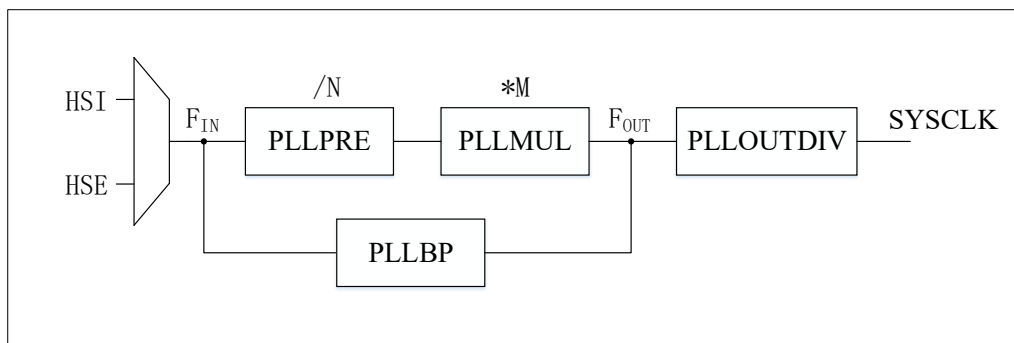 /N
*M
HSI
F_IN
F_OUT
SYSCLK
PLLPRE
PLLMUL
PLLOUTDIV
HSE
PLLBP